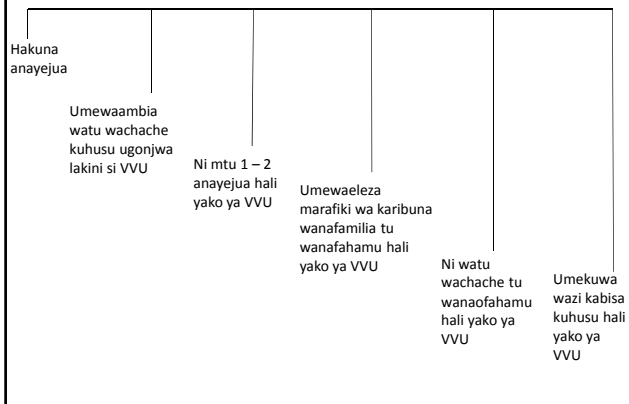 Hakuna
anayejua
Umewaambia
watu wachache
kuhusu ugonjwa
lakini si VVU
Ni mtu 1 – 2
anayejua hali
yako ya VVU
Umewaeleza
marafiki wa karibuna
wanafamilia tu
wanafahamu hali
yako ya VVU
Ni watu
wachache tu
wanaofahamu
hali yako ya
VVU
Umekuwa
wazi kabisa
kuhusu hali
yako ya
VVU